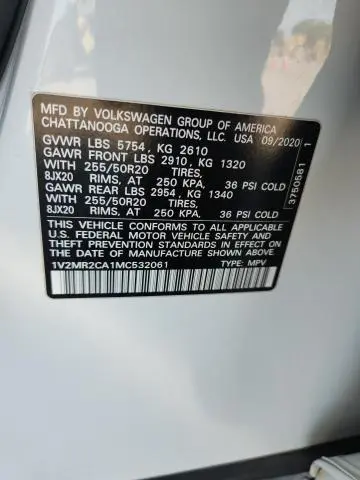 MFD BY VOLKSWAGEN GROUP OF AMERICA
CHATTANOOGA OPERATIONS, LLC. USA 09/2020
GVWR LBS 5754, KG 2610
GAWR FRONT LBS 2910, KG 1320
WITH 255/50R20 TIRES,
8JX20 RIMS, AT 250 KPA, 36 PSI COLD
GAWR REAR LBS 2954, KG 1340
WITH 255/50R20 TIRES,
8JX20 RIMS, AT 250 KPA, 36 PSI COLD
THIS VEHICLE CONFORMS TO ALL APPLICABLE
U.S. FEDERAL MOTOR VEHICLE SAFETY AND
THEFT PREVENTION STANDARDS IN EFFECT ON
THE DATE OF MANUFACTURE SHOWN ABOVE
1V2MR2CA1MC532061 TYPE: MPV
3750581 1